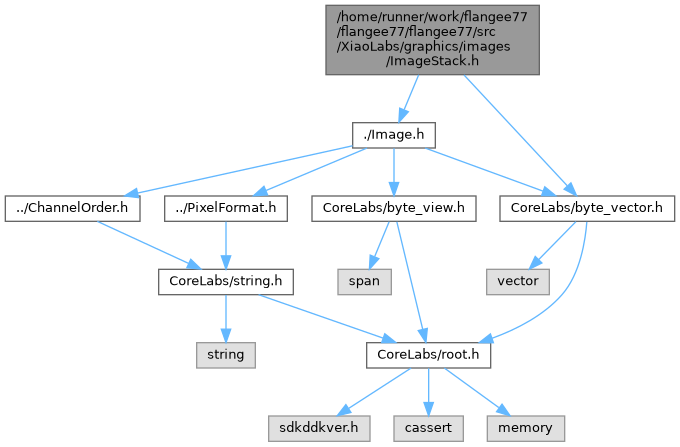 /home/runner/work/flangee77
/flangee77/flangee77/src
/XiaoLabs/graphics/images
/ImageStack.h
./Image.h
../ChannelOrder.h
../PixelFormat.h
CoreLabs/byte_view.h
CoreLabs/byte_vector.h
CoreLabs/string.h
span
vector
string
CoreLabs/root.h
sdkddkver.h
cassert
memory